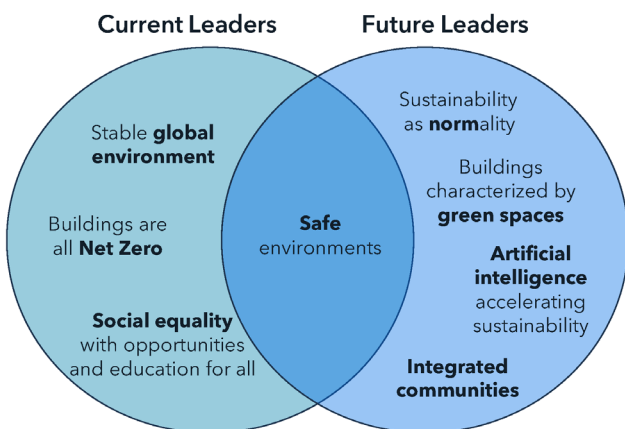 Current Leaders
Future Leaders
Stable global
environment
Buildings are
all Net Zero
Social equality
with opportunities
and education for all
Safe
environments
Sustainability
as normality
Buildings
characterized by
green spaces
Artificial
intelligence
accelerating
sustainability
Integrated
communities